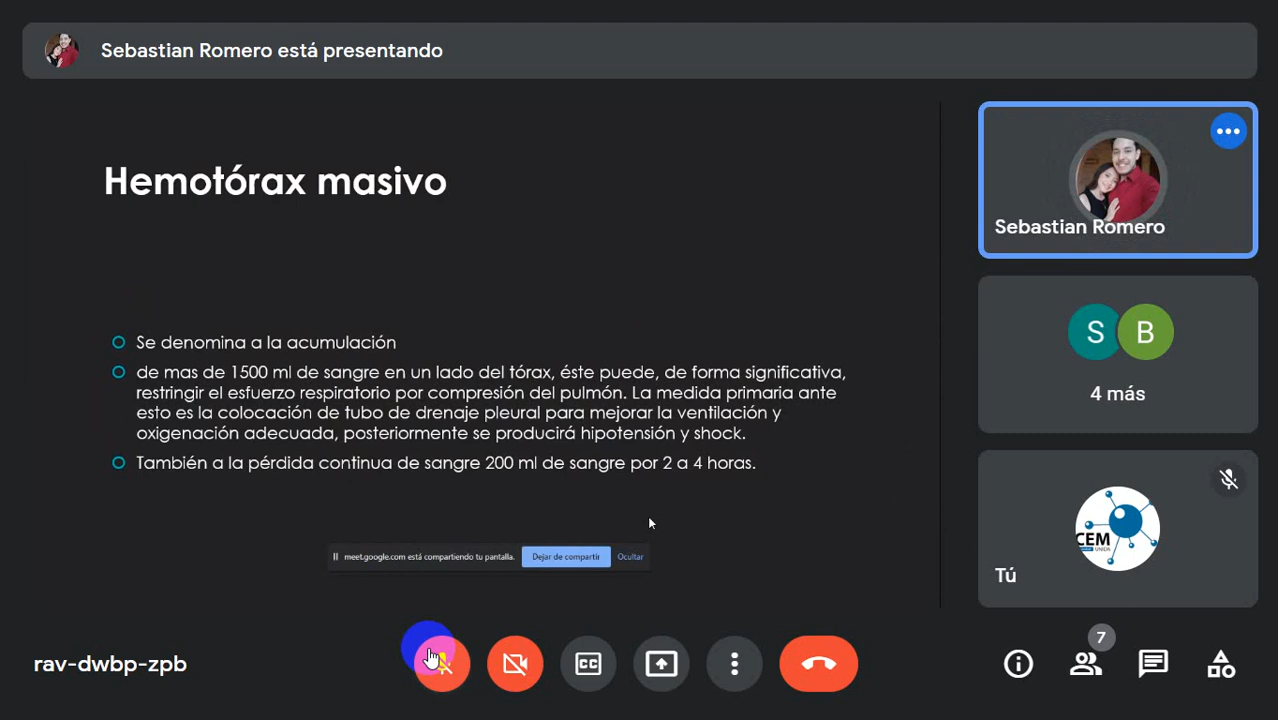 Sebastian Romero está presentando
Hemotórax masivo
Se denomina a la acumulación
de mas de 1500 ml de sangre en un lado del tórax, éste puede, de forma significativa,
restringir el esfuerzo respiratorio por compresión del pulmón. La medida primaria ante
esto es la colocación de tubo de drenaje pleural para mejorar la ventilación y
oxigenación adecuada, posteriormente se producirá hipotensión y shock.
También a la pérdida continua de sangre 200 ml de sangre por 2 a 4 horas.
meet.google.com está compartiendo tu pantalla.
Dejar de compartir
Ocultar
Sebastian Romero
S
B
4 más
CEM
UNIDA
Tú
rav-dwbp-zpb
CC
7